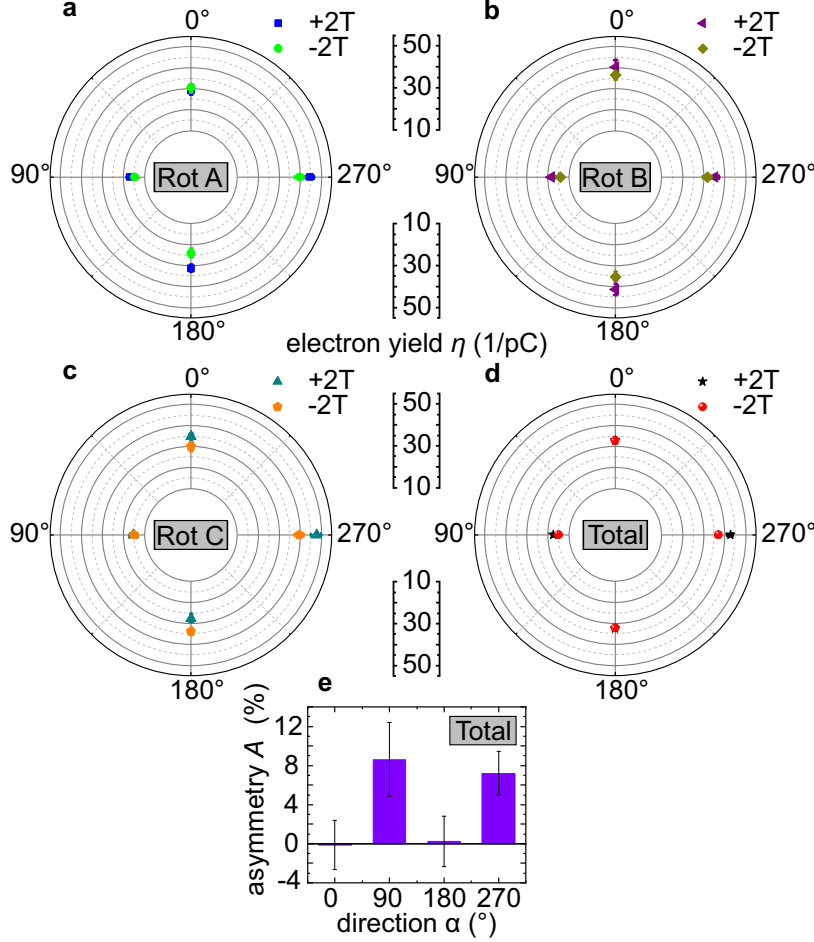 a
0°
+2T
-2T
90°
Rot A
270°
180°
50
30
10
10
30
50
b
0°
+2T
-2T
90°
Rot B
270°
180°
electron yield η (1/pC)
c
0°
+2T
-2T
90°
Rot C
270°
180°
50
30
10
10
30
50
d
0°
+2T
-2T
90°
Total
270°
180°
e
Total
asymmetry A (%)
12
8
4
0
-4
0 90 180 270
direction α (°)